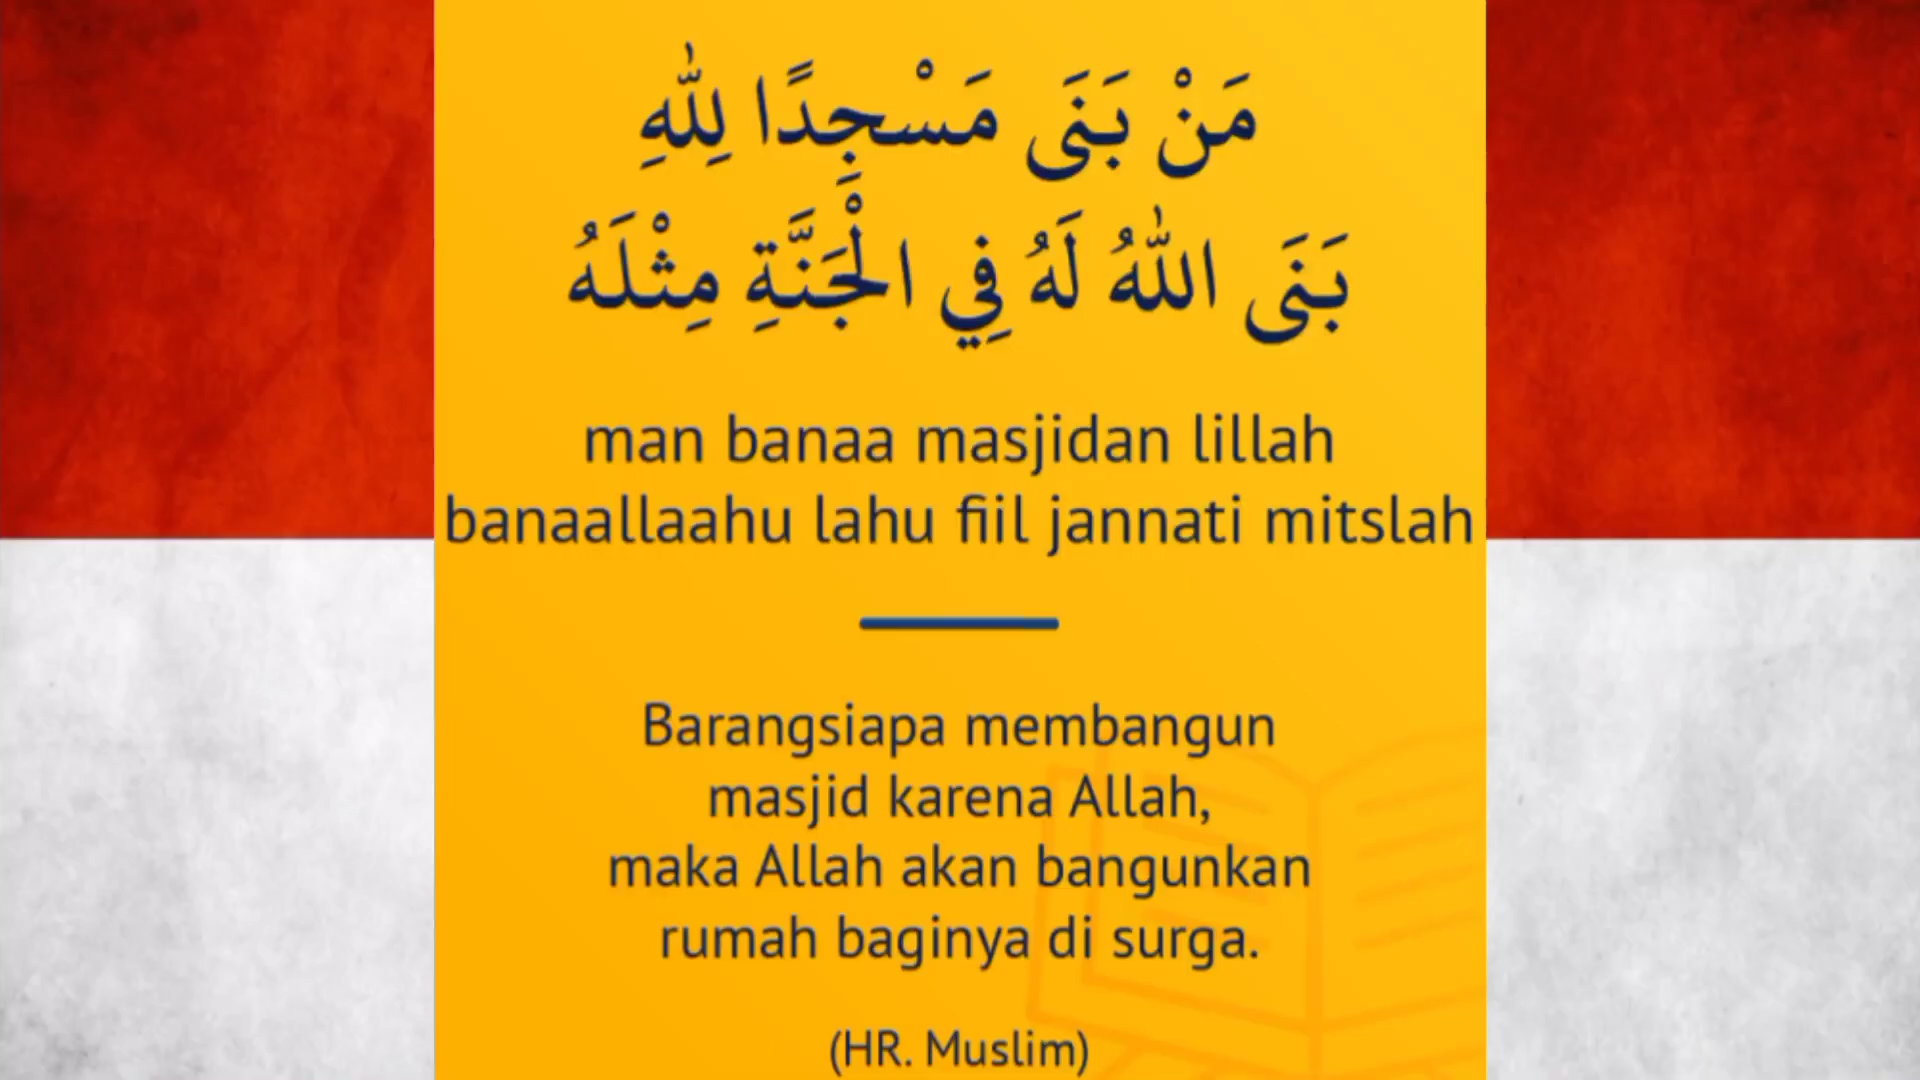 مَنْ بَنَى مَسْجِدًا لِلّٰهِ
بَنَى اللّٰهُ لَهُ فِي الْجَنَّةِ مِثْلَهُ
man banaa masjidan lillah
banaallaahu lahu fiil jannati mitslah
Barangsiapa membangun
masjid karena Allah,
maka Allah akan bangunkan
rumah baginya di surga.
(HR. Muslim)